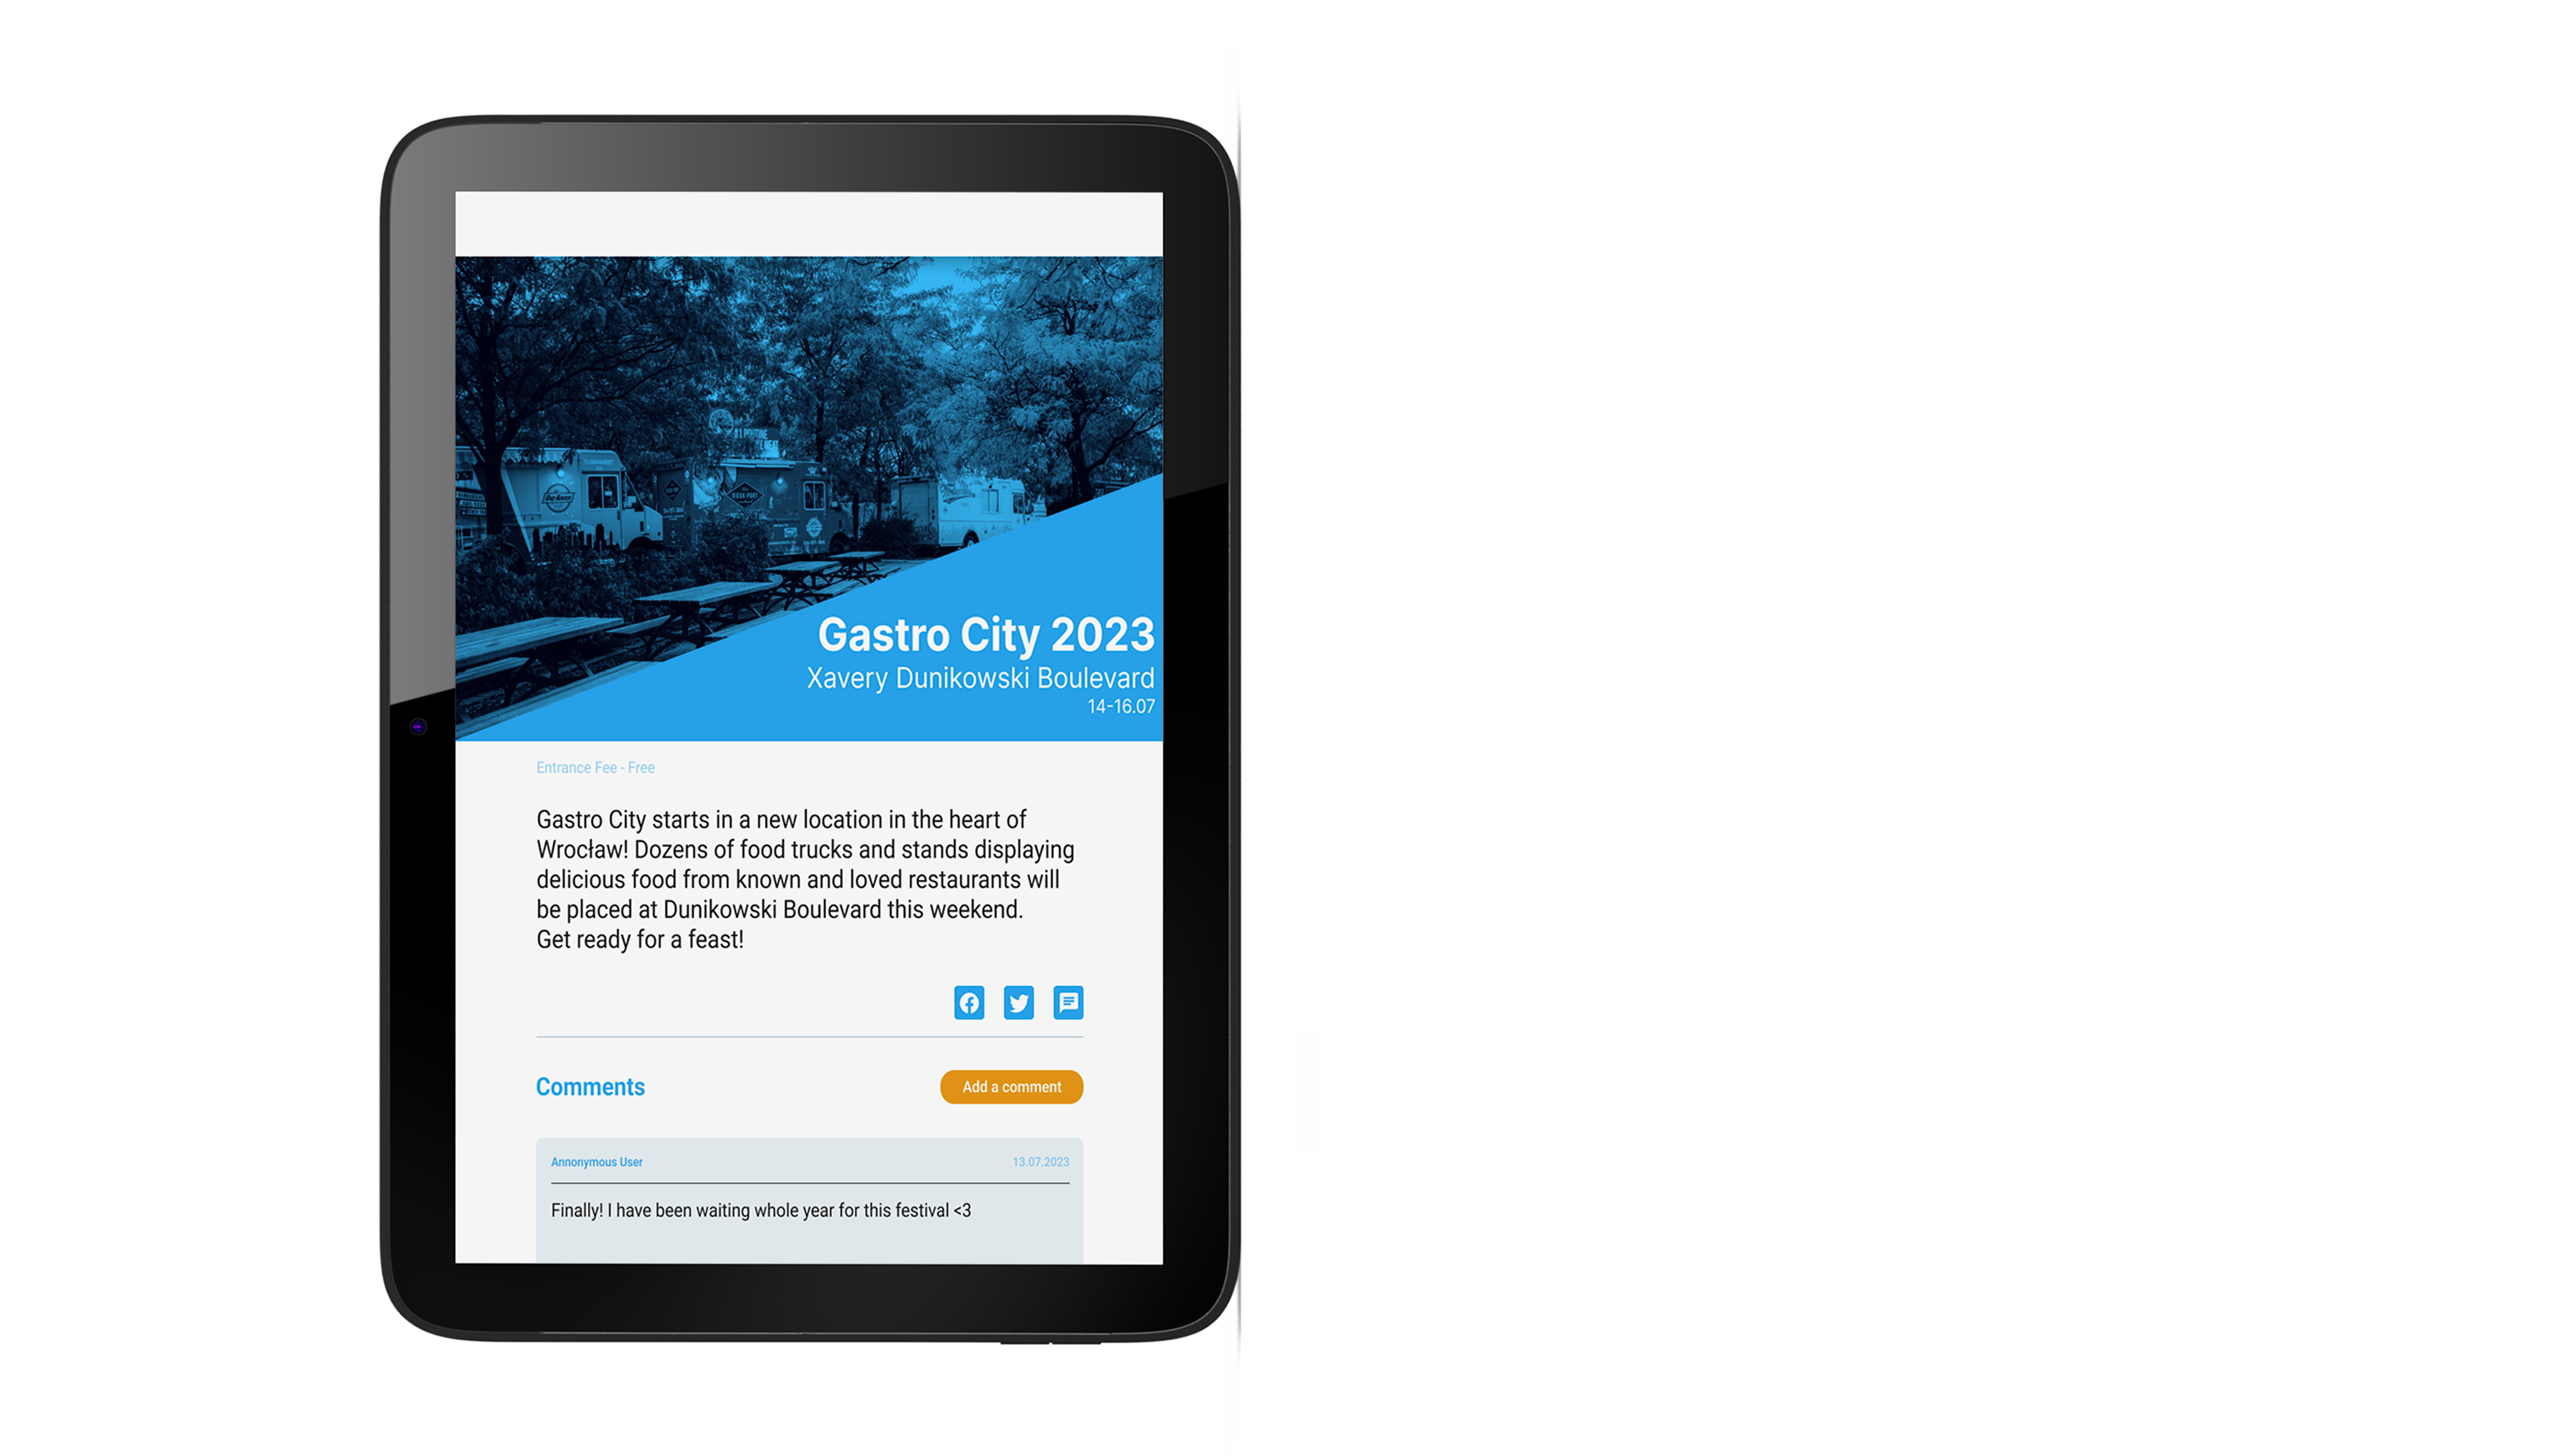 Gastro City 2023
Xavery Dunikowski Boulevard
14-16.07
Entrance Fee - Free
Gastro City starts in a new location in the heart of
Wrocław! Dozens of food trucks and stands displaying
delicious food from known and loved restaurants will
be placed at Dunikowski Boulevard this weekend.
Get ready for a feast!
Comments
Add a comment
Annonymous User
13.07.2023
Finally! I have been waiting whole year for this festival <3